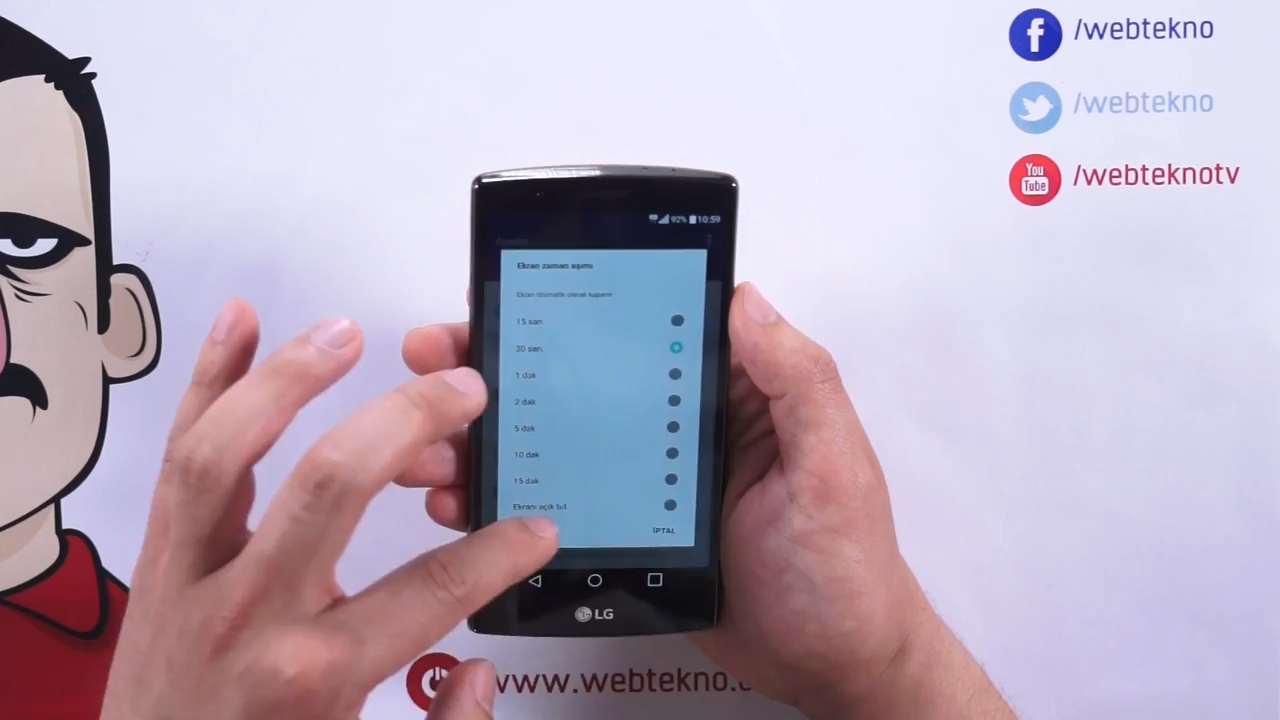 /webtekno
/webtekno
You
Tube
/webteknotv
92% 10:59
Ekran zaman aşımı
Ekran otomatik olarak kapanır
15 san.
30 san.
1 dak
2 dak
5 dak
10 dak
15 dak
Ekranı açık tut
İPTAL
LG
www.webtekno.